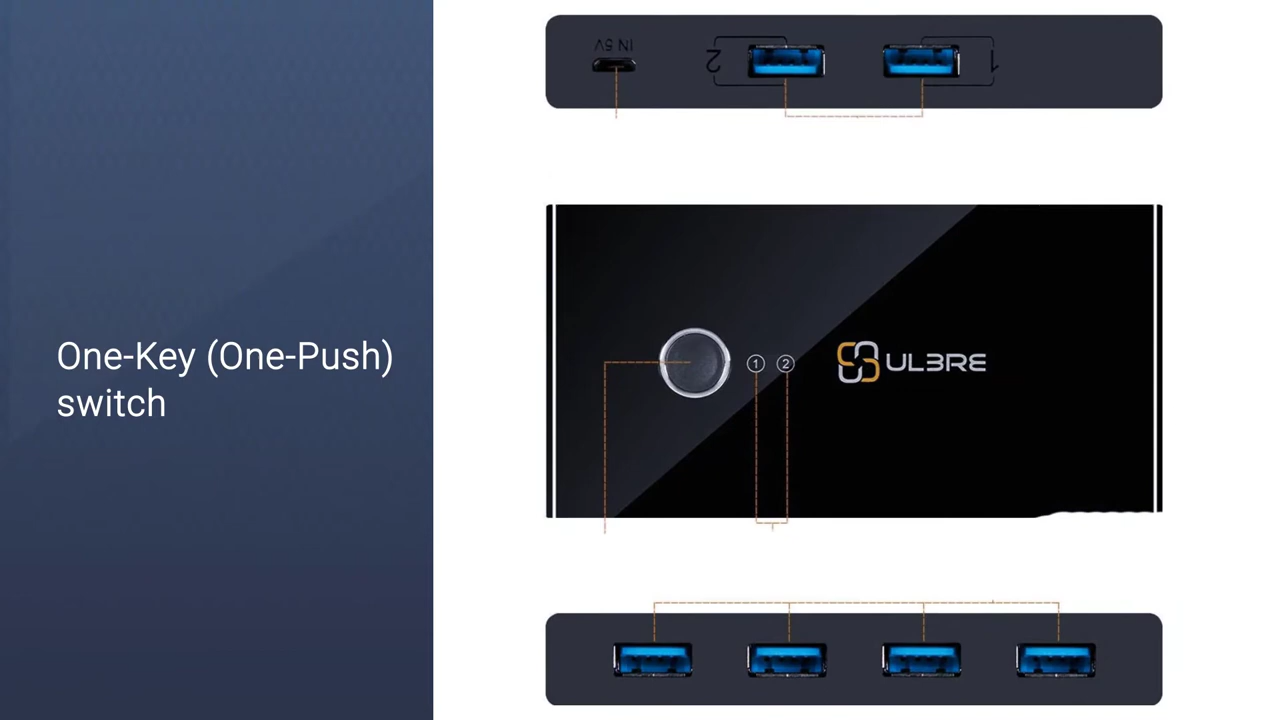 One-Key (One-Push)
switch
IN 5V
2
1
1
2
ULBRE